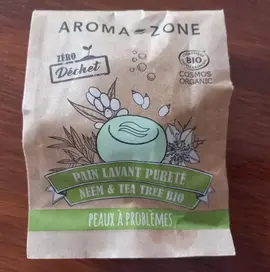 AROMA-ZONE
ZÉRO
Déchet
BIO
COSMOS
ORGANIC
PAIN LAVANT PURETÉ
NEEM & TEA TREE BIO
PEAUX À PROBLÈMES